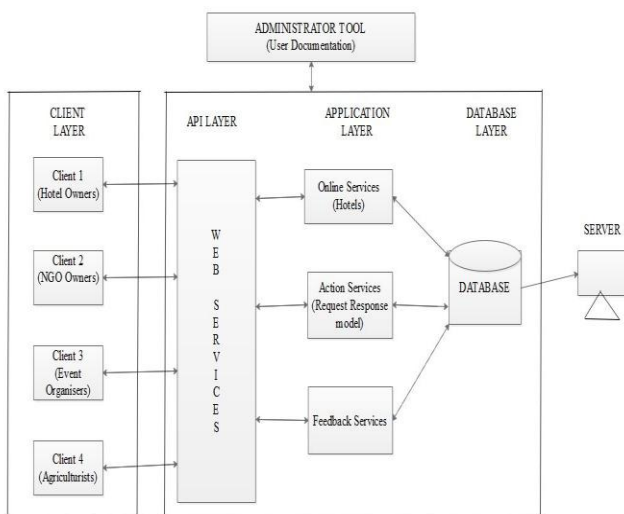 ADMINISTRATOR TOOL
(User Documentation)
CLIENT
LAYER
API LAYER
APPLICATION
LAYER
DATABASE
LAYER
Client 1
(Hotel Owners)
Client 2
(NGO Owners)
Client 3
(Event
Organisers)
Client 4
(Agriculturists)
WEB SERVICES
Online Services
(Hotels)
Action Services
(Request Response
model)
Feedback Services
DATABASE
SERVER